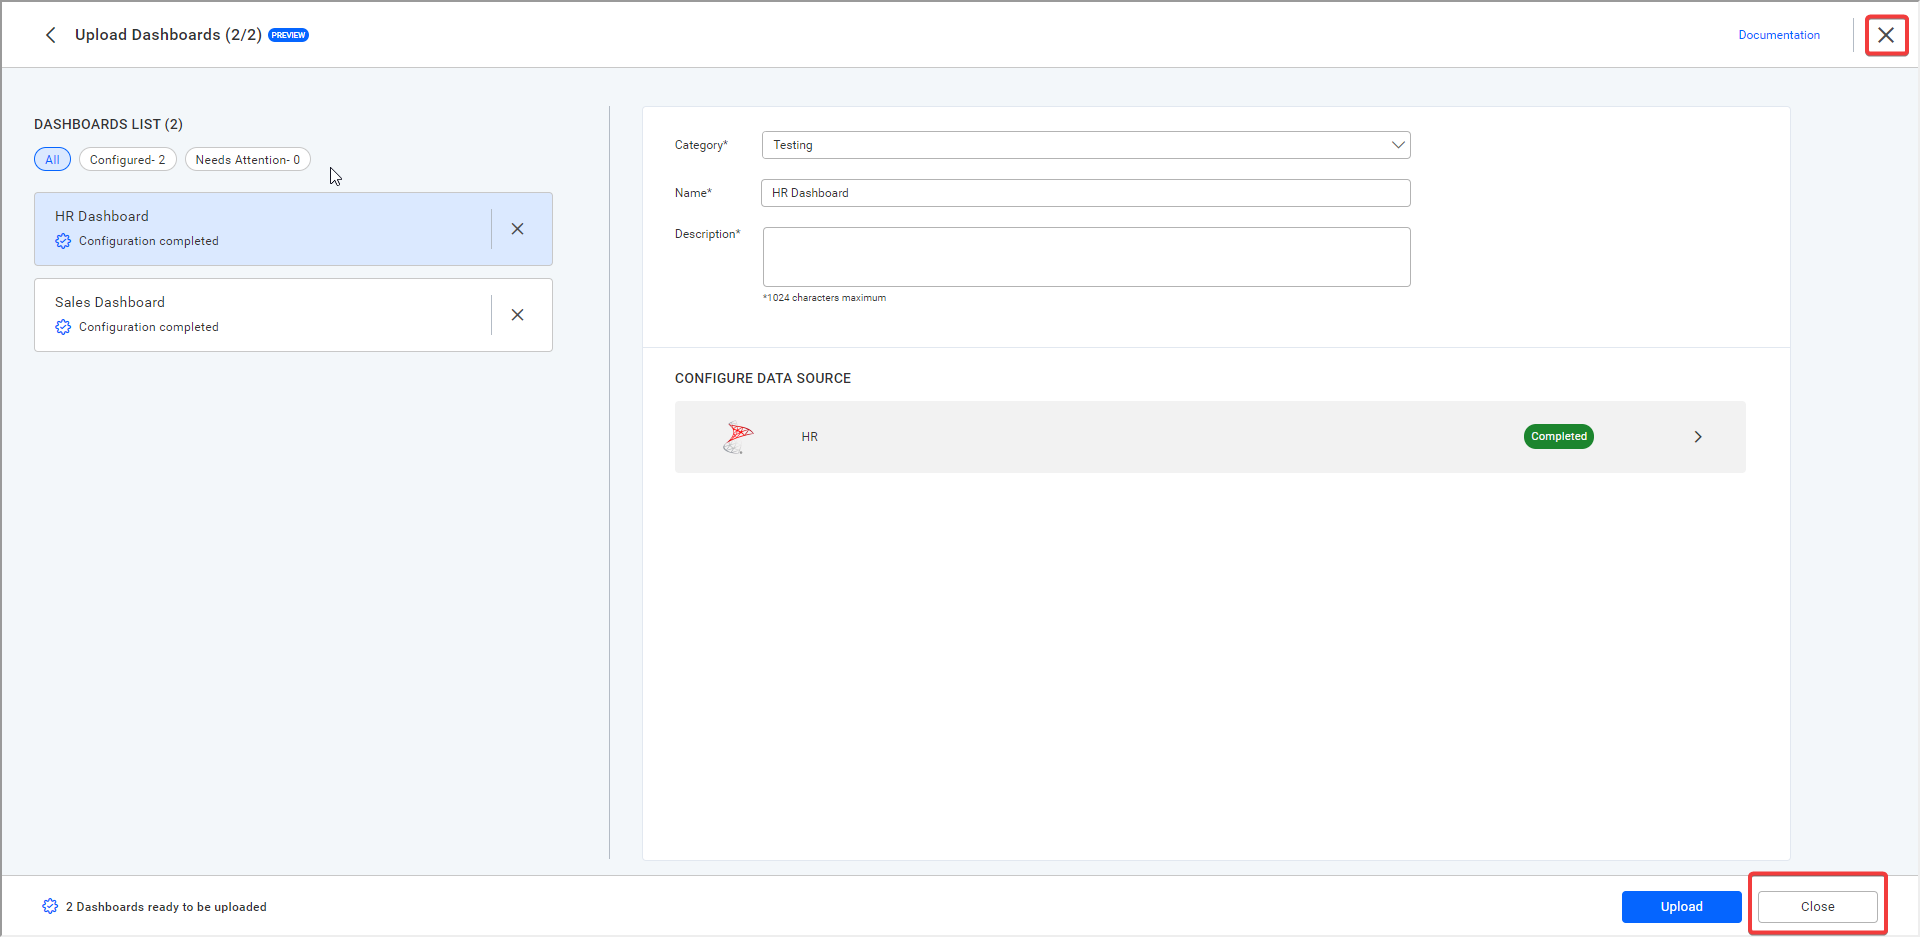 Upload Dashboards (2/2) PREVIEW
Documentation
DASHBOARDS LIST (2)
All
Configured- 2
Needs Attention- 0
HR Dashboard
Configuration completed
Sales Dashboard
Configuration completed
Category*
Testing
Name*
HR Dashboard
Description*
*1024 characters maximum
CONFIGURE DATA SOURCE
HR
Completed
2 Dashboards ready to be uploaded
Upload
Close